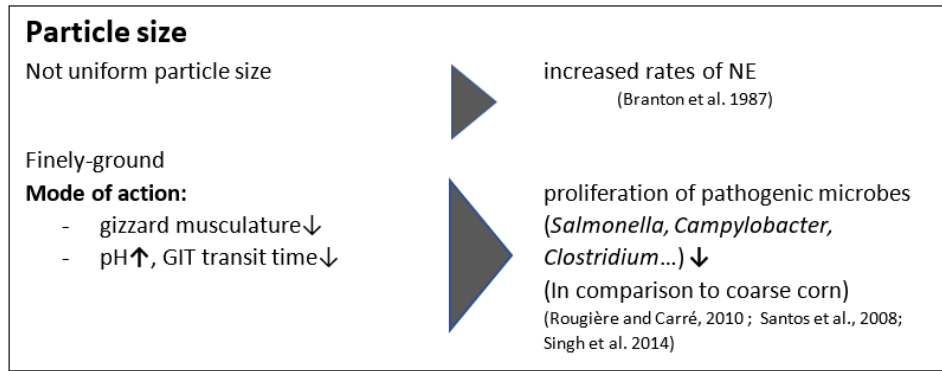 Particle size
Not uniform particle size
increased rates of NE
(Branton et al. 1987)
Finely-ground
Mode of action:
- gizzard musculature↓
- pH↑, GIT transit time↓
proliferation of pathogenic microbes
(Salmonella, Campylobacter,
Clostridium…) ↓
(In comparison to coarse corn)
(Rougière and Carré, 2010 ; Santos et al., 2008;
Singh et al. 2014)